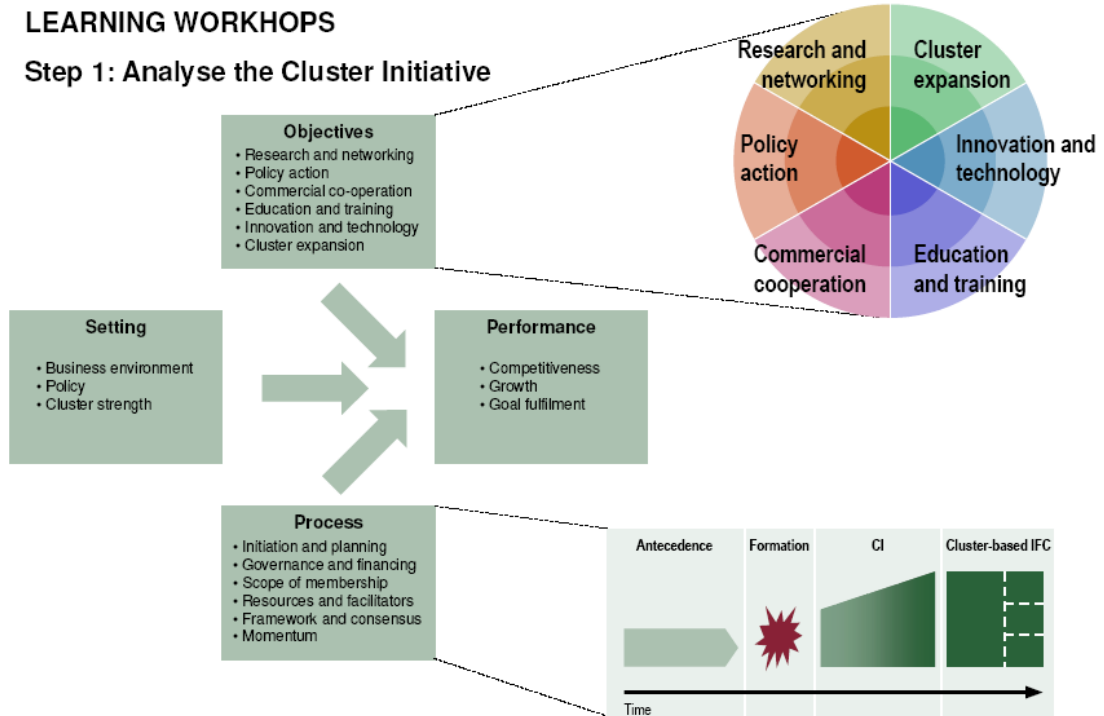 LEARNING WORKHOPS
Step 1: Analyse the Cluster Initiative
Objectives
• Research and networking
• Policy action
• Commercial co-operation
• Education and training
• Innovation and technology
• Cluster expansion
Research and
networking
Cluster
expansion
Policy
action
Innovation and
technology
Commercial
cooperation
Education
and training
Setting
• Business environment
• Policy
• Cluster strength
Performance
• Competitiveness
• Growth
• Goal fulfilment
Process
• Initiation and planning
• Governance and financing
• Scope of membership
• Resources and facilitators
• Framework and consensus
• Momentum
Antecedence
Formation
CI
Cluster-based IFC
Time